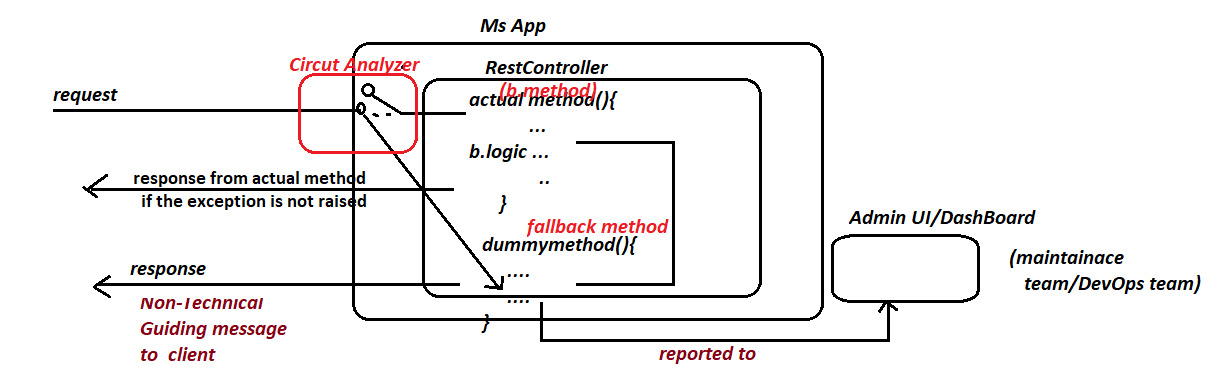 Ms App
Circut Analyzer
RestController
(b.method)
request
actual method(){
...
b.logic ...
..
}
response from actual method
if the exception is not raised
fallback method
dummymethod(){
....
....
}
response
Non-Technical
Guiding message
to client
Admin UI/DashBoard
(maintainace
team/DevOps team)
reported to